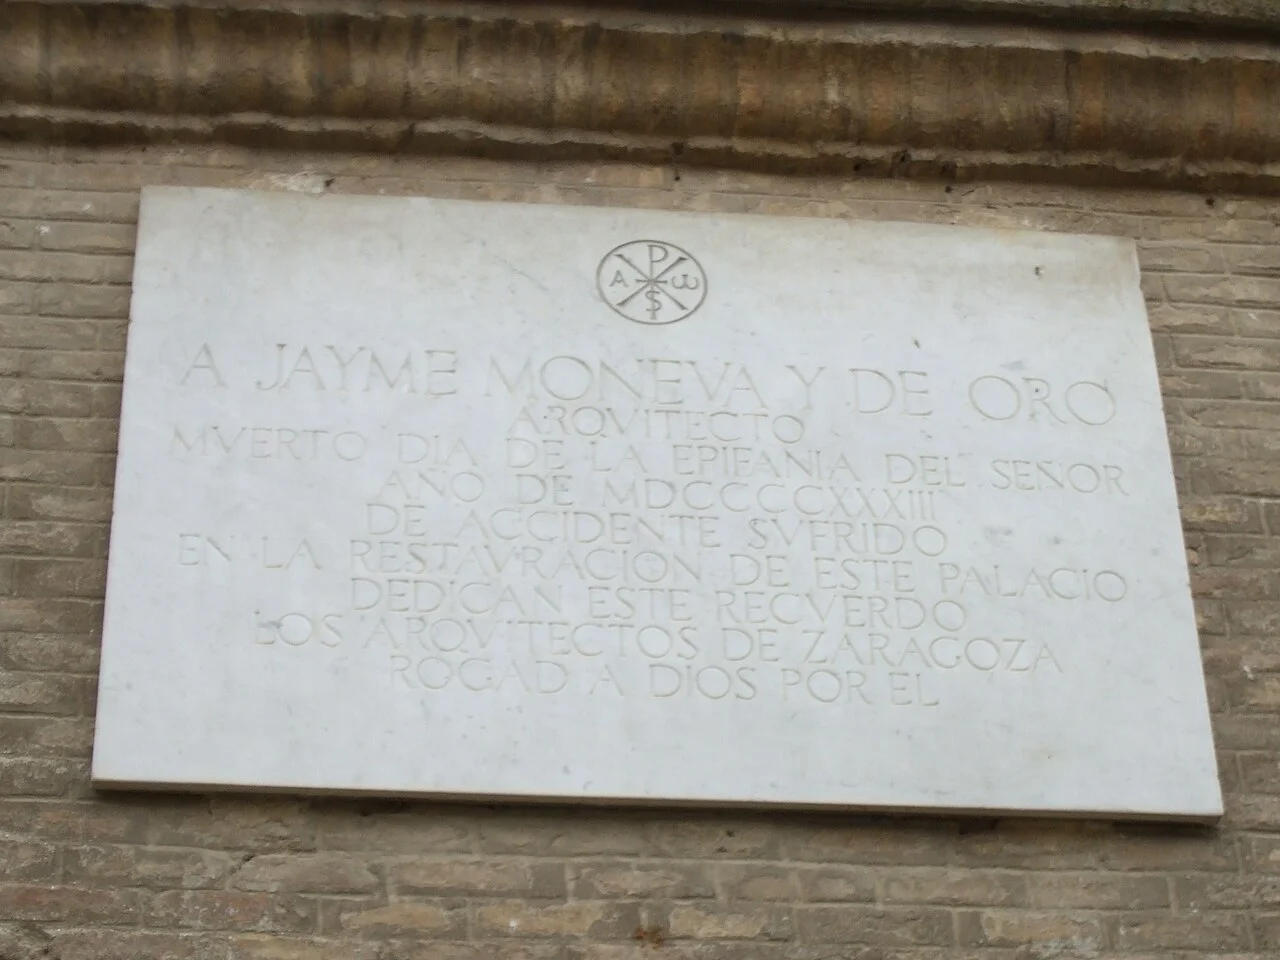 A P ω
S
A JAYME MONEVA Y DE ORO
ARQVITECTO
MVERTO DIA DE LA EPIFANIA DEL SEÑOR
AÑO DE MDCCCCCXXXIII
DE ACCIDENTE SVFRIDO
EN LA RESTAVRACION DE ESTE PALACIO
DEDICAN ESTE RECVERDO
LOS ARQVITECTOS DE ZARAGOZA
ROGAD A DIOS POR EL